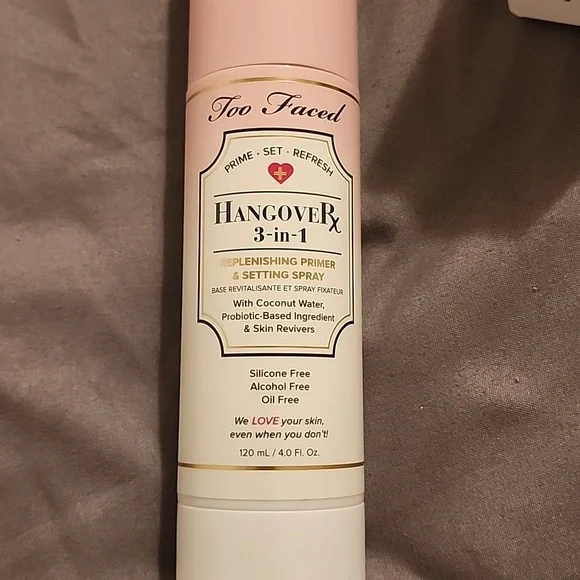 Too Faced
PRIME · SET · REFRESH
HANGOVERx
3-in-1
REPLENISHING PRIMER
& SETTING SPRAY
BASE REVITALISANTE ET SPRAY FIXATEUR
With Coconut Water,
Probiotic-Based Ingredient
& Skin Revivers
Silicone Free
Alcohol Free
Oil Free
We LOVE your skin,
even when you don't!
120 mL / 4.0 Fl. Oz.